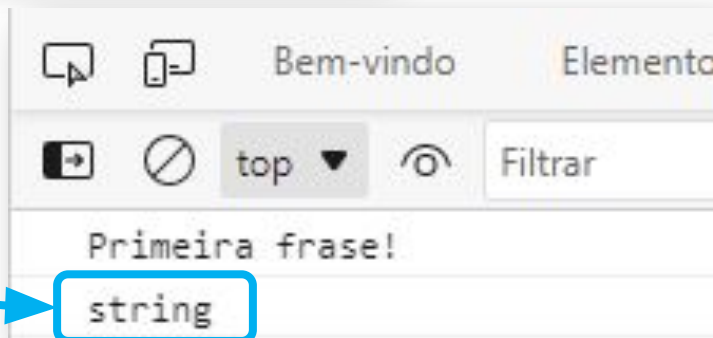 Bem-vindo Elemento
top Filtrar
Primeira frase!
string